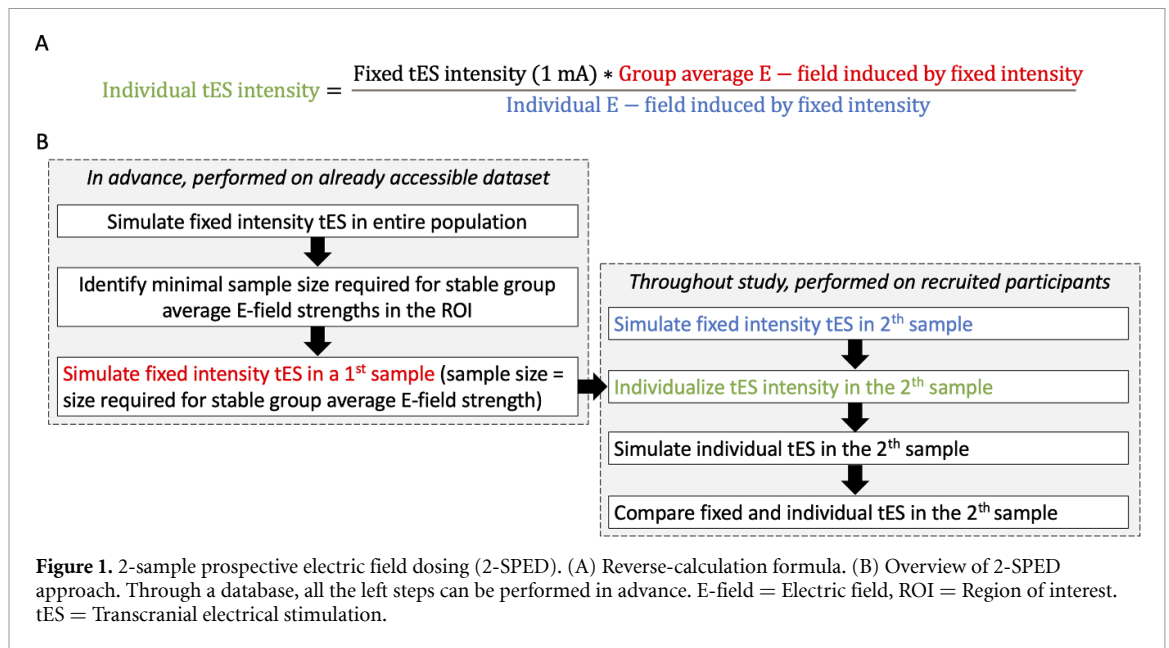 A
Individual tES intensity = Fixed tES intensity (1 mA) ∗ Group average E − field induced by fixed intensity
Individual E − field induced by fixed intensity
B
In advance, performed on already accessible dataset
Simulate fixed intensity tES in entire population
Identify minimal sample size required for stable group
average E-field strengths in the ROI
Simulate fixed intensity tES in a 1st sample (sample size =
size required for stable group average E-field strength)
Throughout study, performed on recruited participants
Simulate fixed intensity tES in 2th sample
Individualize tES intensity in the 2th sample
Simulate individual tES in the 2th sample
Compare fixed and individual tES in the 2th sample
Figure 1. 2-sample prospective electric field dosing (2-SPED). (A) Reverse-calculation formula. (B) Overview of 2-SPED
approach. Through a database, all the left steps can be performed in advance. E-field = Electric field, ROI = Region of interest.
tES = Transcranial electrical stimulation.